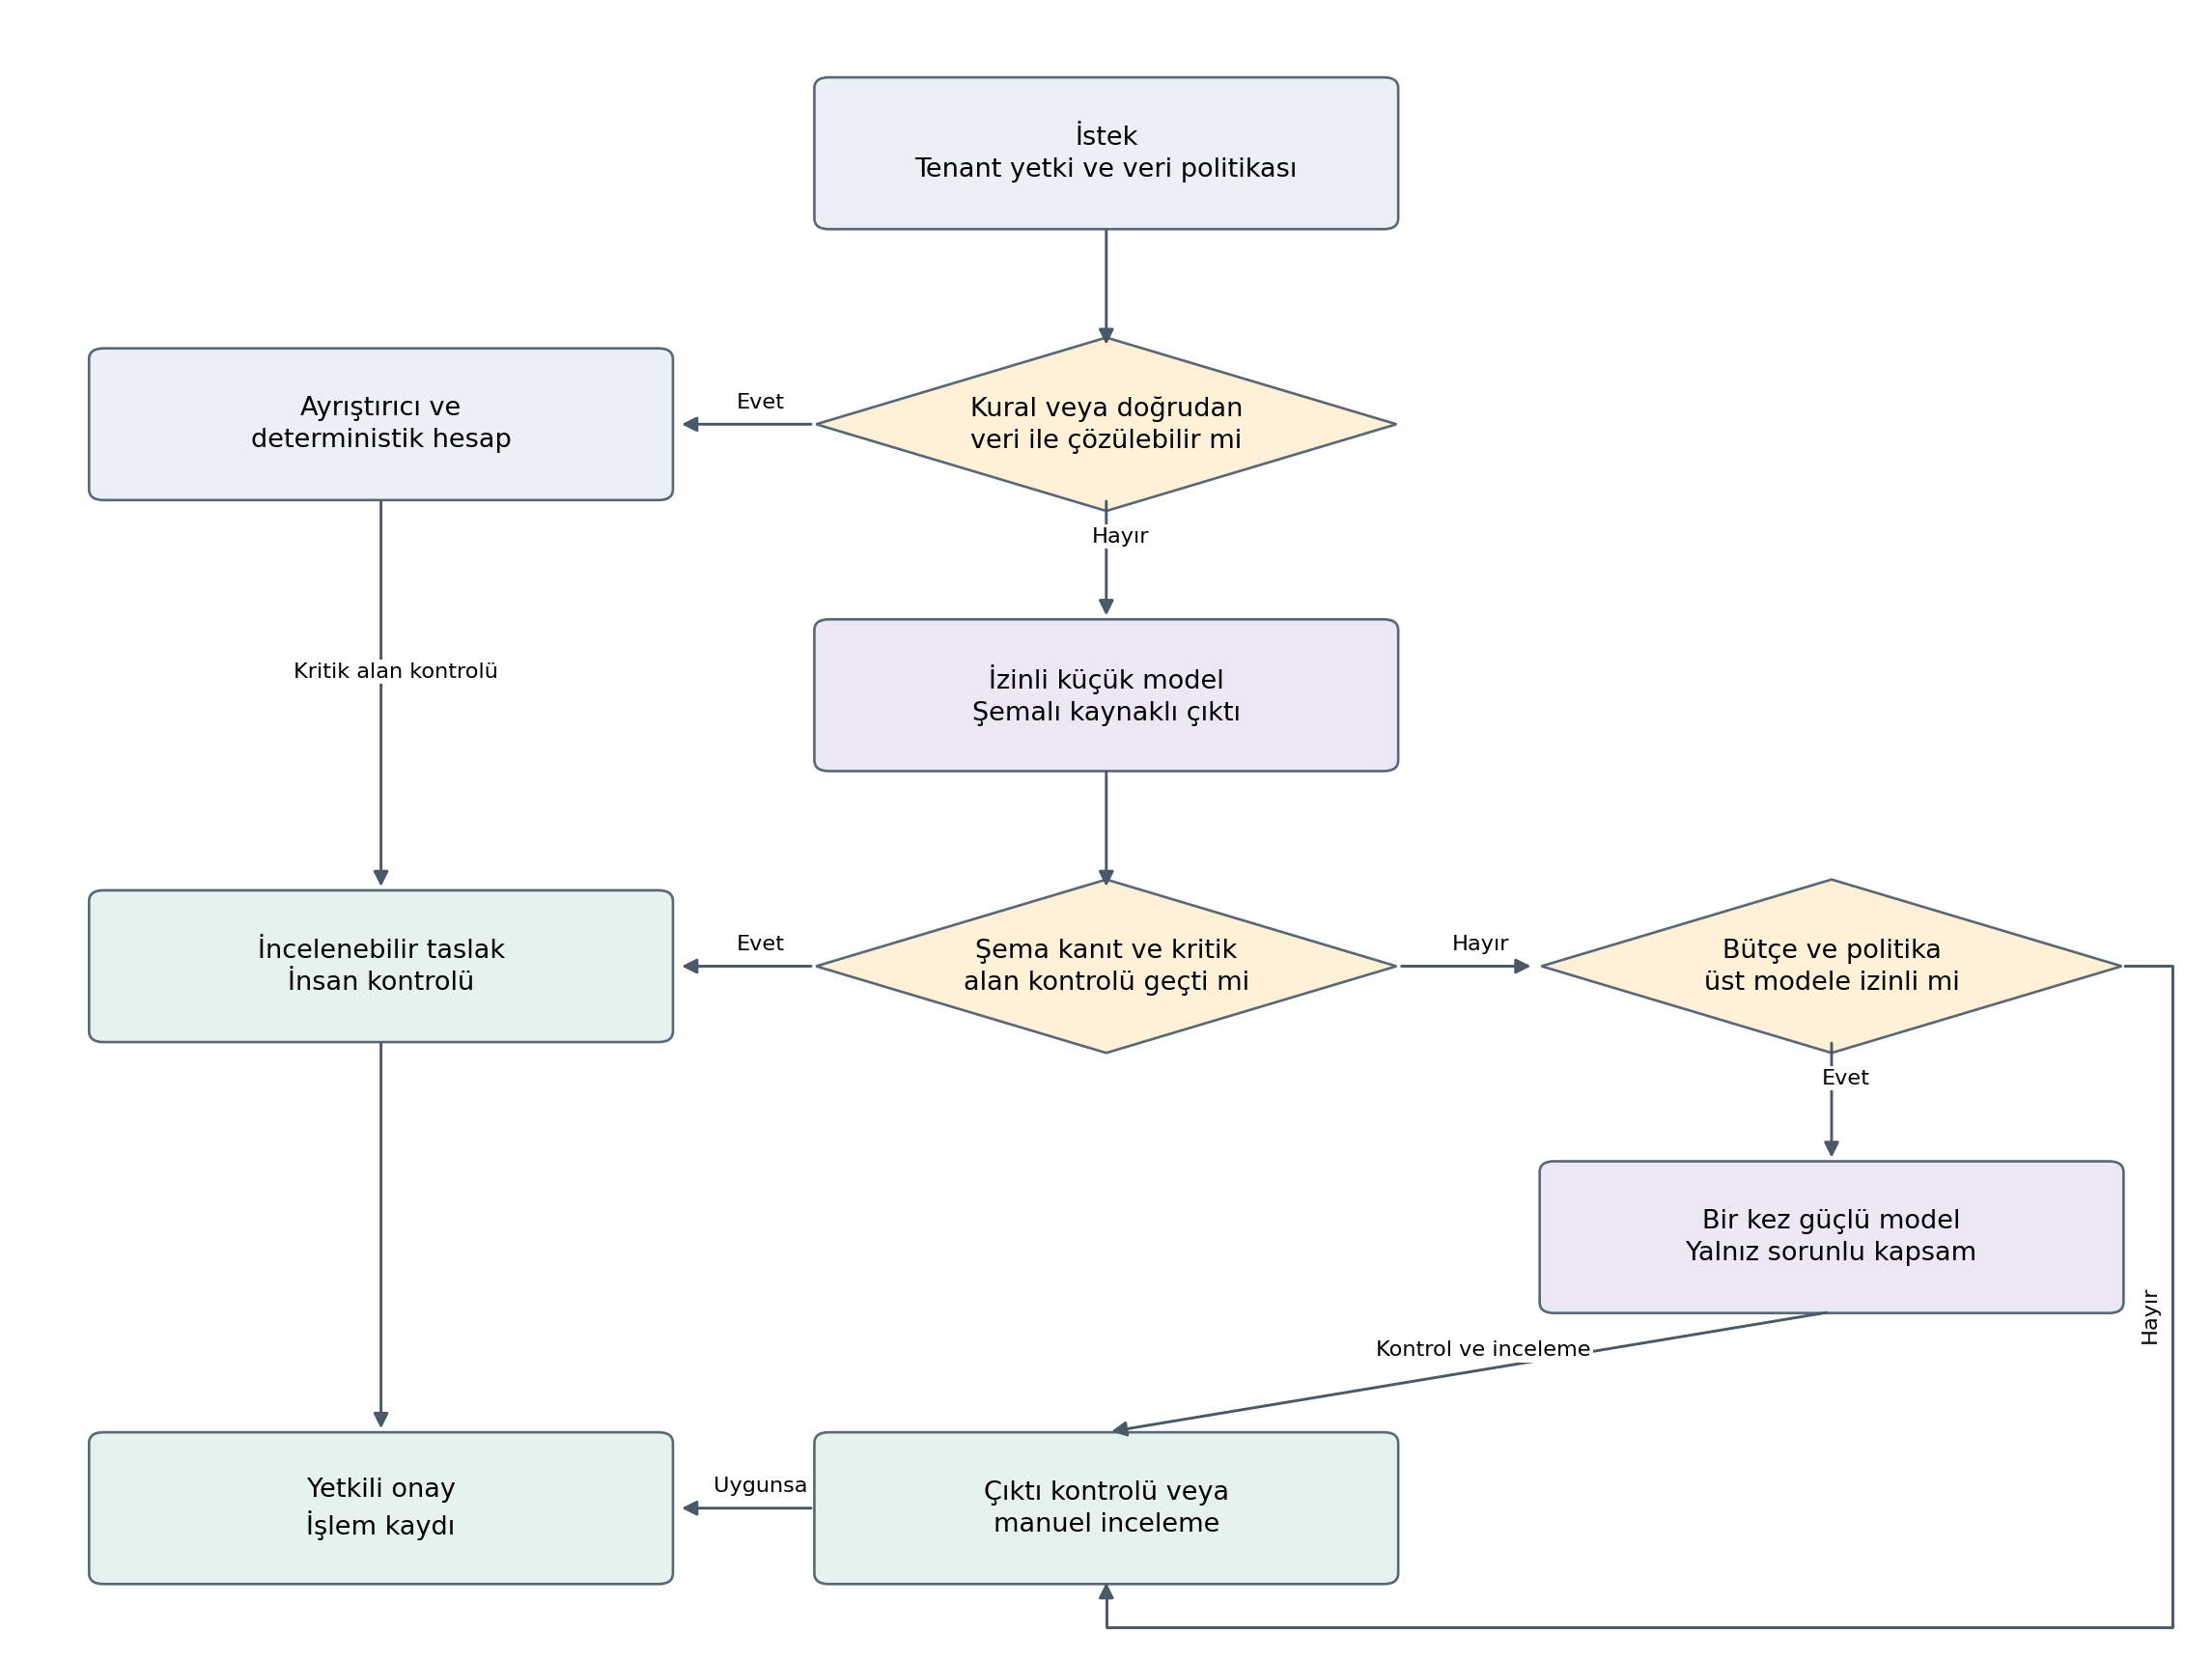 İstek
Tenant yetki ve veri politikası
Kural veya doğrudan
veri ile çözülebilir mi
Evet
Ayrıştırıcı ve
deterministik hesap
Hayır
Kritik alan kontrolü
İzinli küçük model
Şemalı kaynaklı çıktı
İncelenebilir taslak
İnsan kontrolü
Evet
Şema kanıt ve kritik
alan kontrolü geçti mi
Hayır
Bütçe ve politika
üst modele izinli mi
Evet
Bir kez güçlü model
Yalnız sorunlu kapsam
Hayır
Kontrol ve inceleme
Yetkili onay
İşlem kaydı
Uygunsa
Çıktı kontrolü veya
manuel inceleme